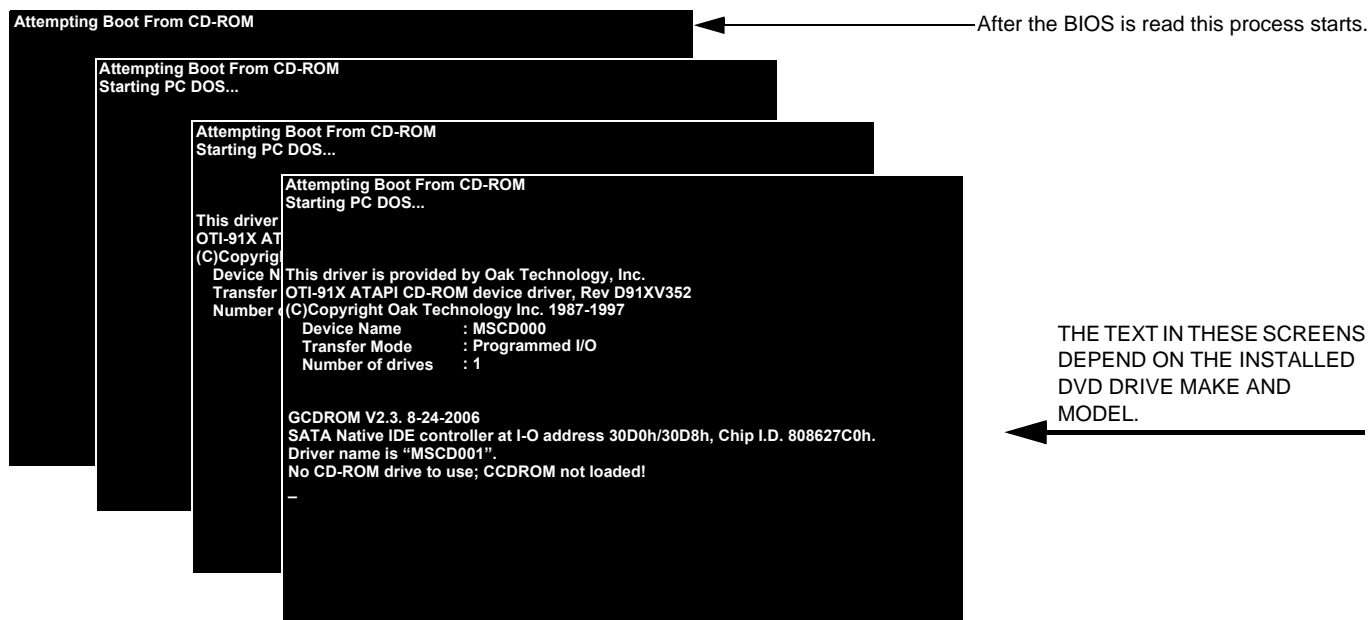 Attempting Boot From CD-ROM
After the BIOS is read this process starts.
Attempting Boot From CD-ROM
Starting PC DOS...
Attempting Boot From CD-ROM
Starting PC DOS...
This driver
OTI-91X AT
(C)Copyrig
Device N
Transfer
Number
Attempting Boot From CD-ROM
Starting PC DOS...
This driver is provided by Oak Technology, Inc.
OTI-91X ATAPI CD-ROM device driver, Rev D91XV352
(C)Copyright Oak Technology Inc. 1987-1997
Device Name : MSCD000
Transfer Mode : Programmed I/O
Number of drives : 1
GCDROM V2.3. 8-24-2006
SATA Native IDE controller at I-O address 30D0h/30D8h, Chip I.D. 808627C0h.
Driver name is “MSCD001”.
No CD-ROM drive to use; CCDROM not loaded!
_
THE TEXT IN THESE SCREENS
DEPEND ON THE INSTALLED
DVD DRIVE MAKE AND
MODEL.